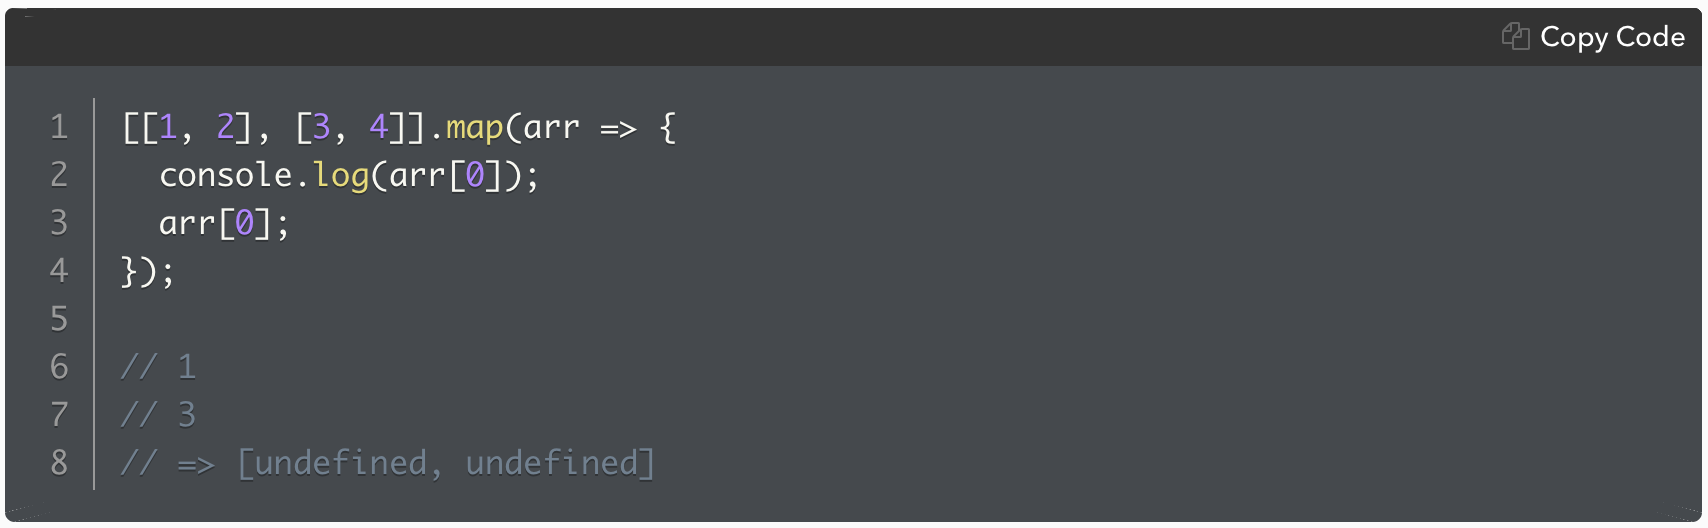 Copy Code
1 [[1, 2], [3, 4]].map(arr => {
2   console.log(arr[0]);
3   arr[0];
4 });
5
6 // 1
7 // 3
8 // => [undefined, undefined]